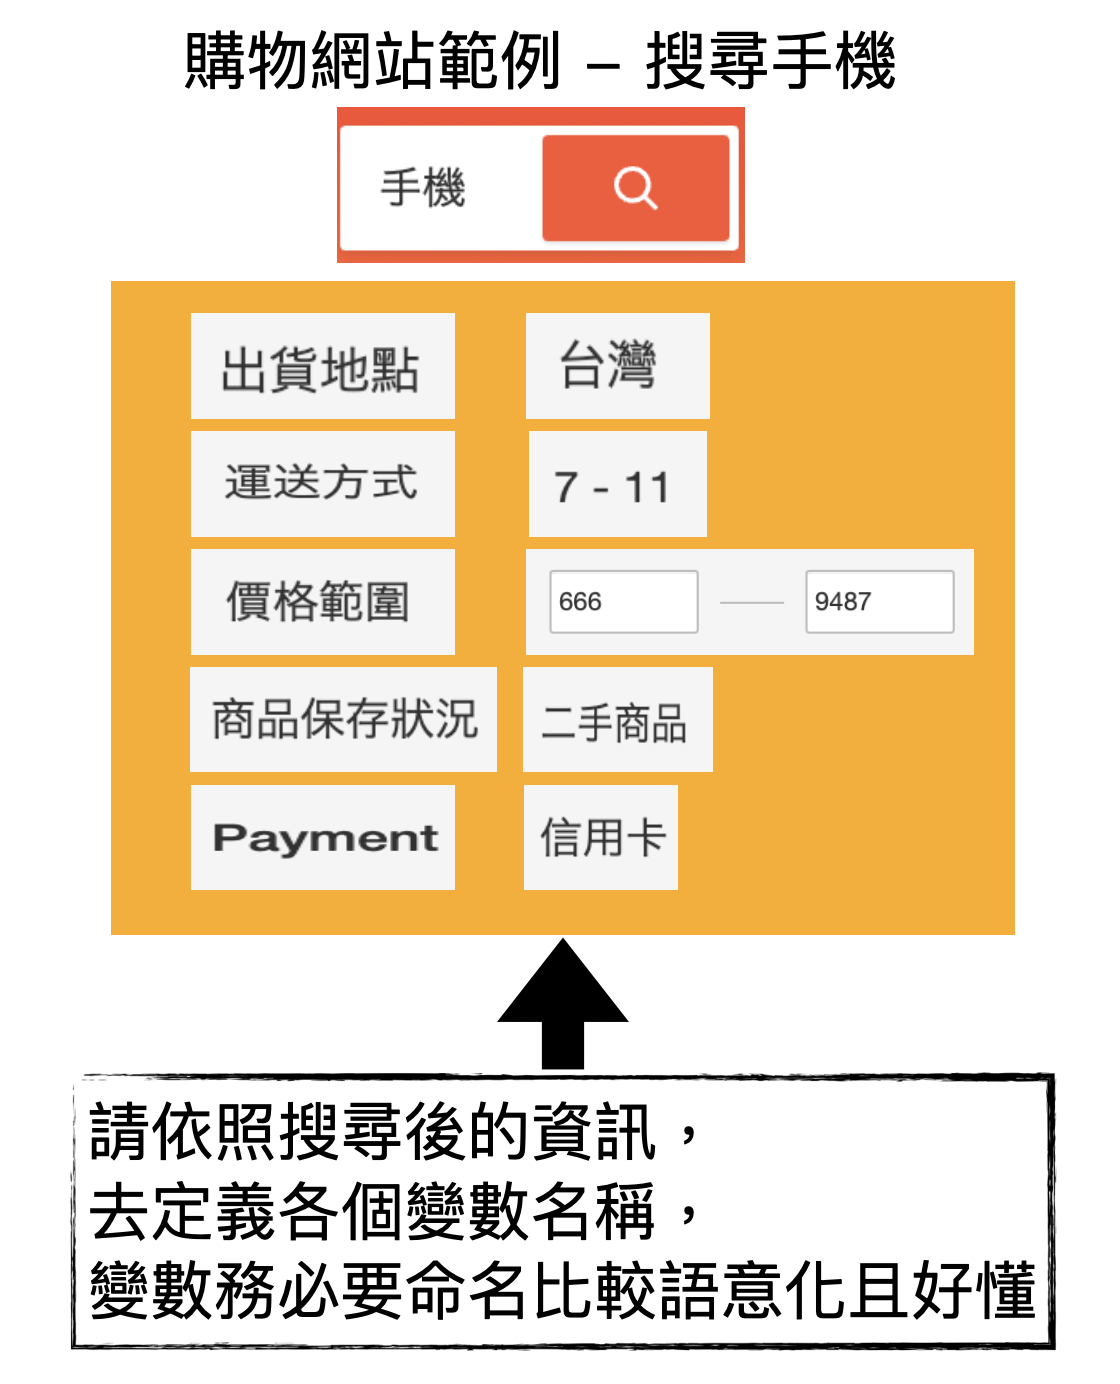 購物網站範例 – 搜尋手機
手機
出貨地點 台灣
運送方式 7 - 11
價格範圍 666 9487
商品保存狀況 二手商品
Payment 信用卡
請依照搜尋後的資訊，
去定義各個變數名稱，
變數務必要命名比較語意化且好懂